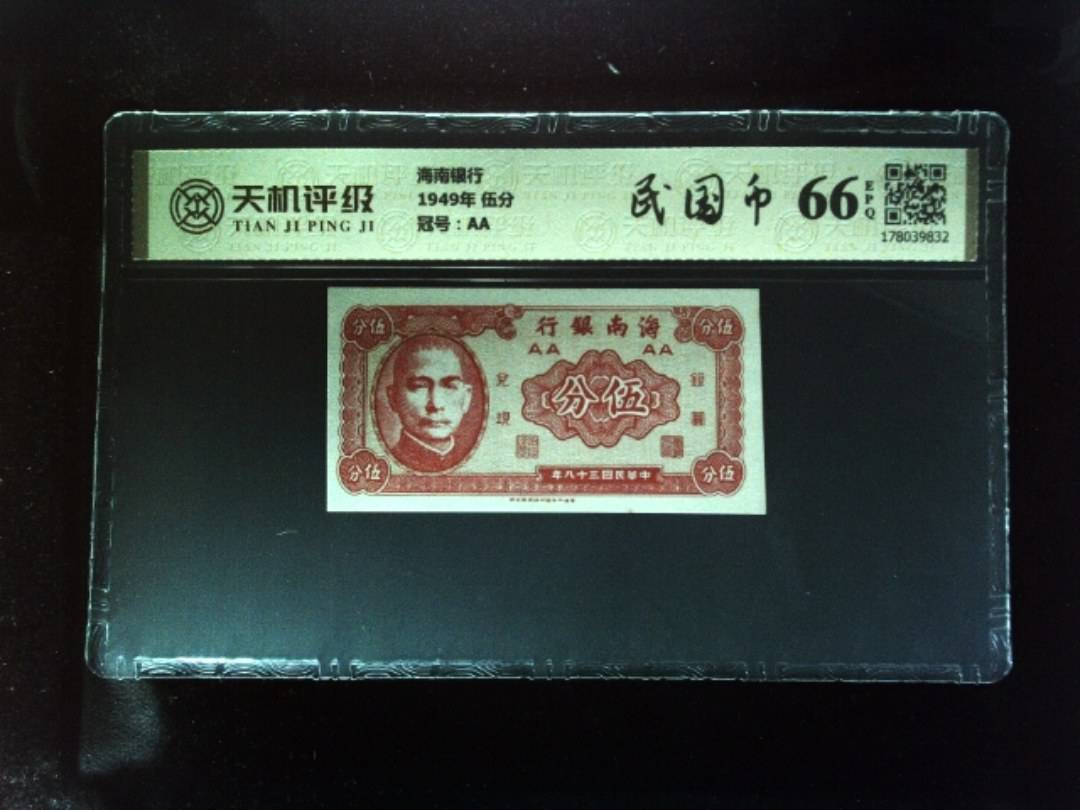 天机评级
TIAN JI PING JI
海南银行
1949年 伍分
冠号：AA
民国币 66 EPQ
178039832
分伍 行銀南海 分伍
AA AA
兌現 分伍 銀幣
分伍 年八十三國民華中 分伍